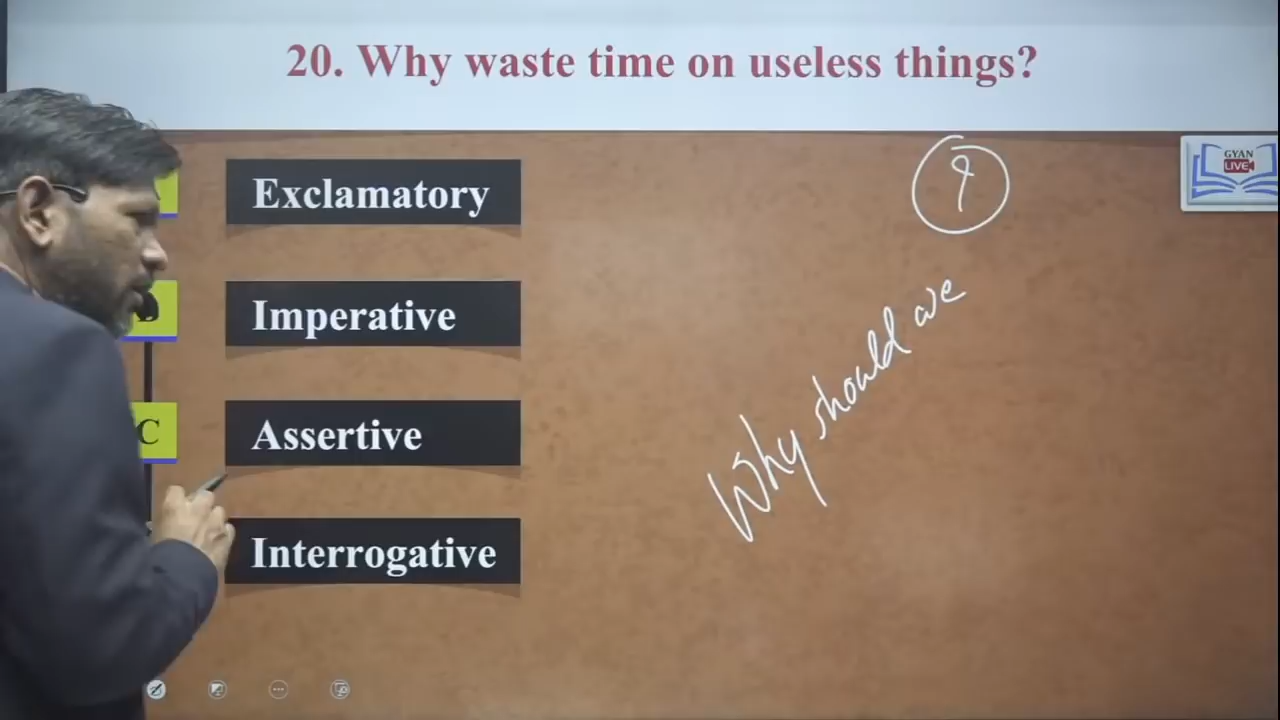 20. Why waste time on useless things?
Exclamatory
Imperative
B
Assertive
C
Interrogative
Why should we
GYAN
LIVE